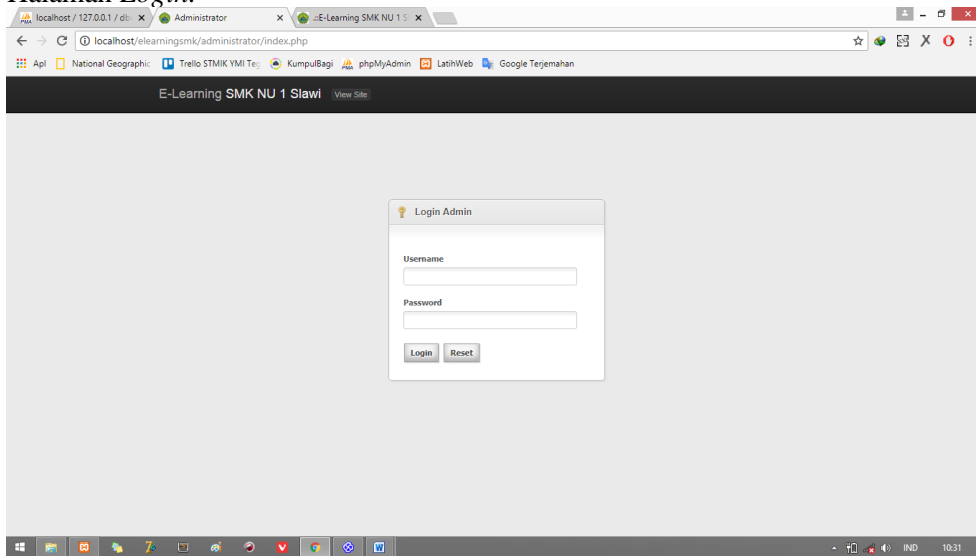 Halaman Login.
localhost / 127.0.0.1 / db
Administrator
.::E-Learning SMK NU 1 S
localhost/elearningsmk/administrator/index.php
Apl National Geographic Trello STMIK YMI Teg KumpulBagi phpMyAdmin LatihWeb Google Terjemahan
E-Learning SMK NU 1 Slawi View Site
Login Admin
Username
Password
Login Reset
IND 10:31